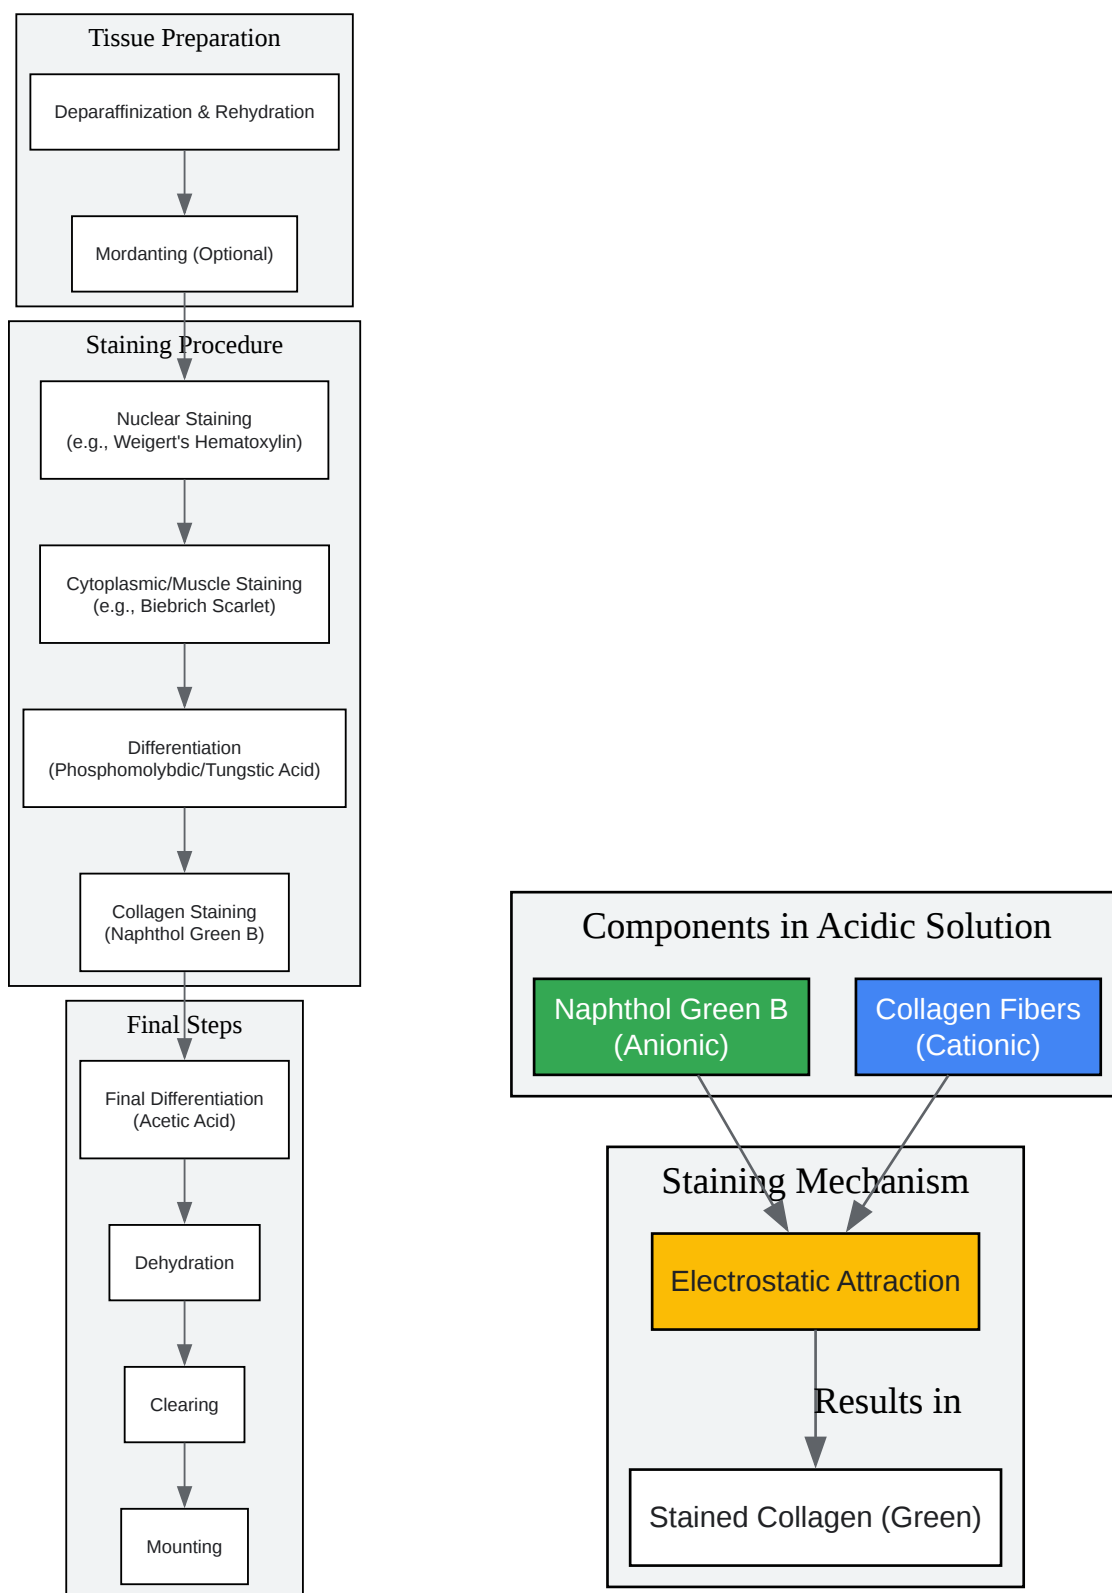 Tissue Preparation
Deparaffinization & Rehydration
Mordanting (Optional)
Staining Procedure
Nuclear Staining
(e.g., Weigert's Hematoxylin)
Cytoplasmic/Muscle Staining
(e.g., Biebrich Scarlet)
Differentiation
(Phosphomolybdic/Tungstic Acid)
Collagen Staining
(Naphthol Green B)
Final Steps
Final Differentiation
(Acetic Acid)
Dehydration
Clearing
Mounting
Components in Acidic Solution
Naphthol Green B
(Anionic)
Collagen Fibers
(Cationic)
Staining Mechanism
Electrostatic Attraction
Results in
Stained Collagen (Green)